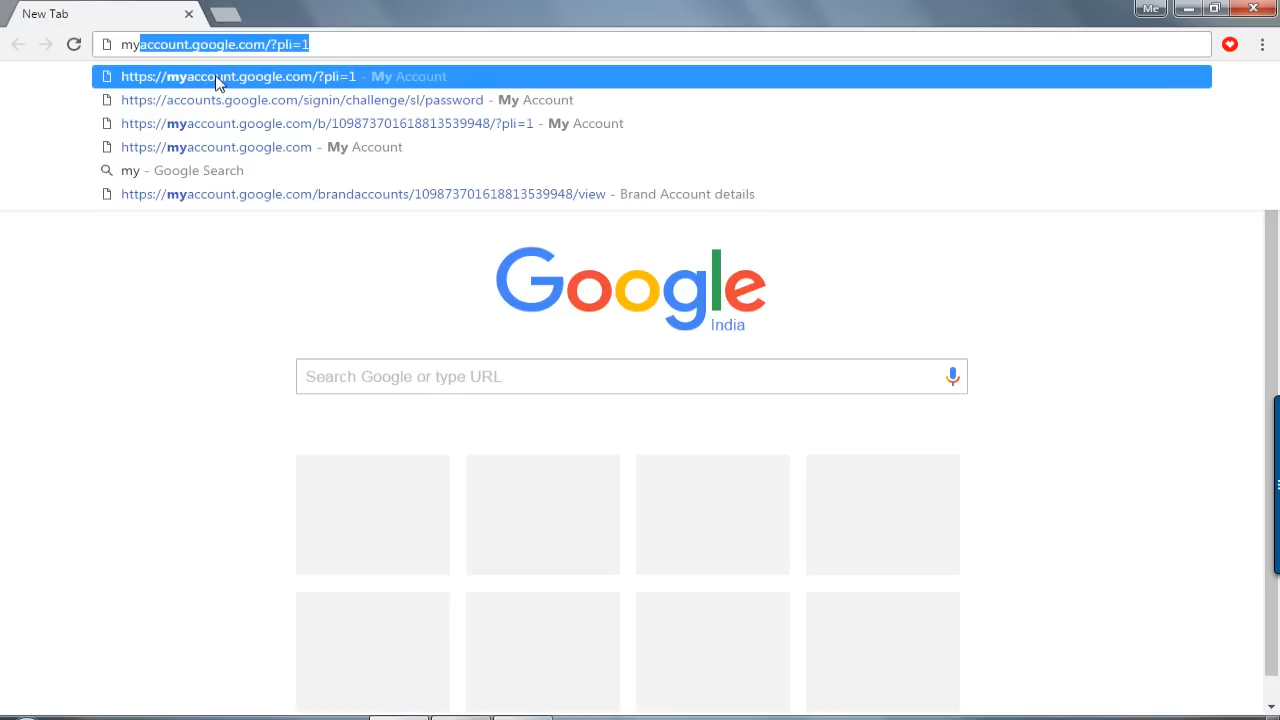 New Tab
Me
myaccount.google.com/?pli=1
https://myaccount.google.com/?pli=1 - My Account
https://accounts.google.com/signin/challenge/sl/password - My Account
https://myaccount.google.com/b/109873701618813539948/?pli=1 - My Account
https://myaccount.google.com - My Account
my - Google Search
https://myaccount.google.com/brandaccounts/109873701618813539948/view - Brand Account details
Google
India
Search Google or type URL